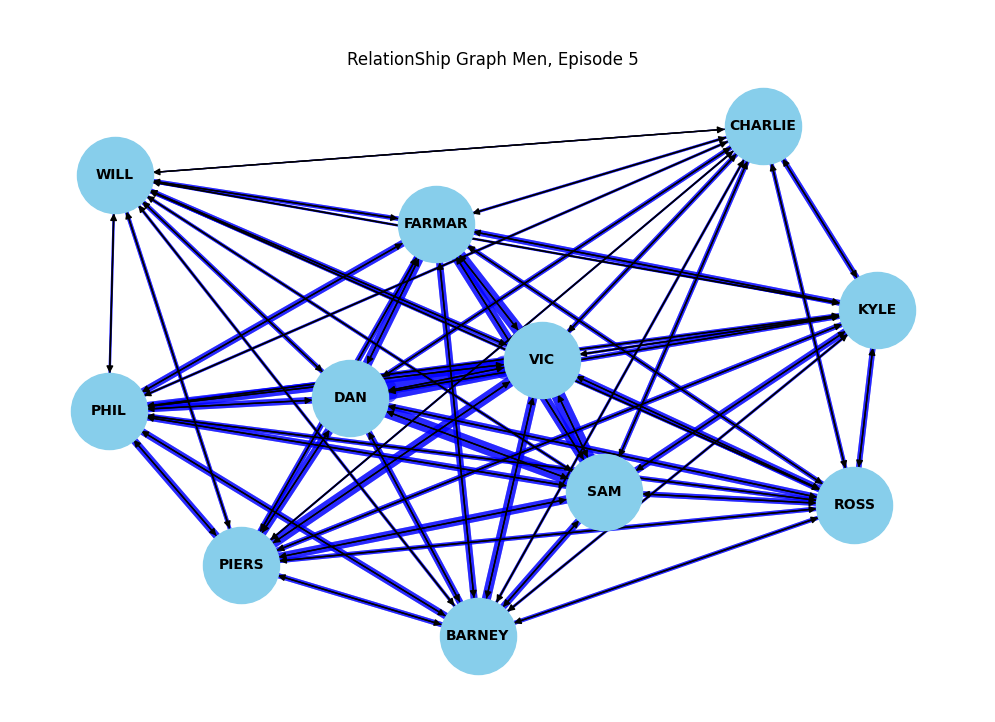 RelationShip Graph Men, Episode 5
CHARLIE
WILL
FARMAR
KYLE
VIC
DAN
PHIL
SAM
ROSS
PIERS
BARNEY